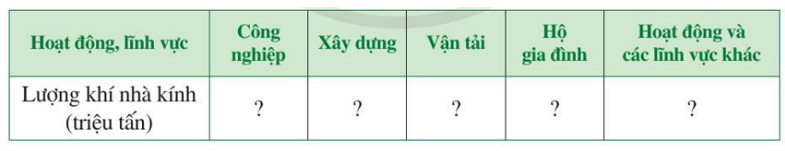 Hoạt động, lĩnh vực
Công
nghiệp
Xây dựng
Vận tải
Hộ
gia đình
Hoạt động và
các lĩnh vực khác
Lượng khí nhà kính
(triệu tấn)
?
?
?
?
?